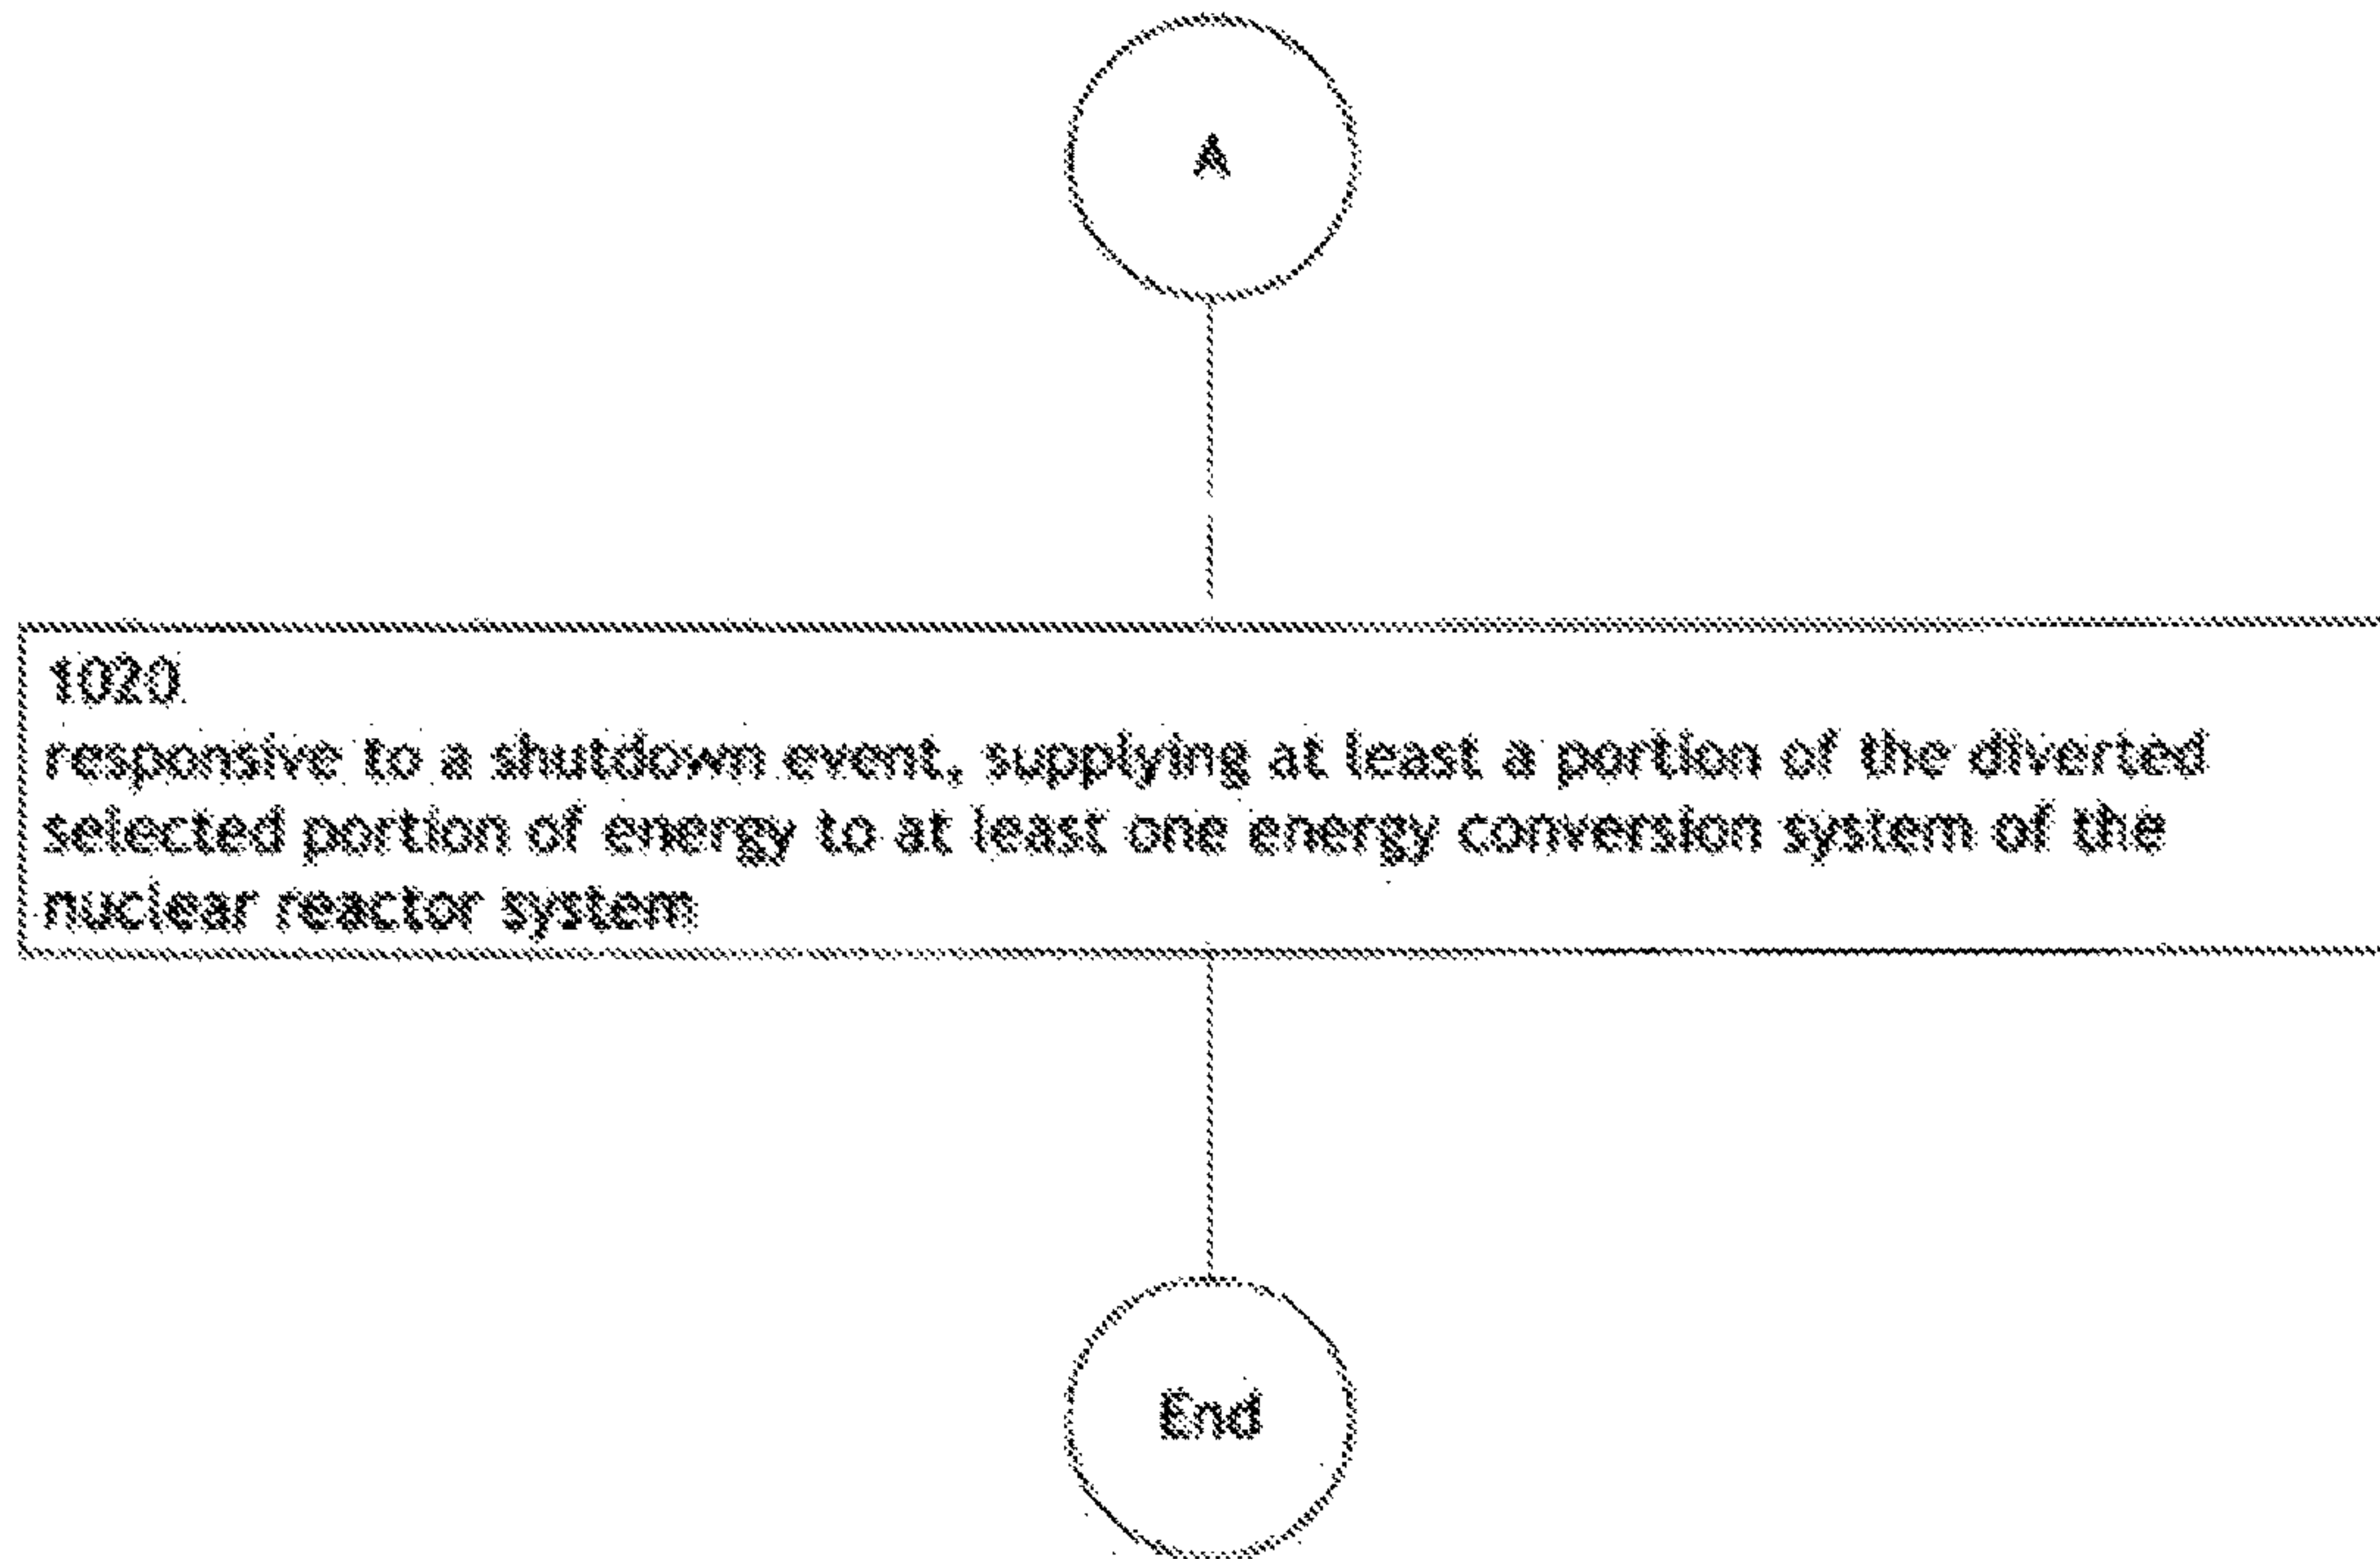 A
1020
responsive to a shutdown event, supplying at least a portion of the diverted
selected portion of energy to at least one energy conversion system of the
nuclear reactor system
End